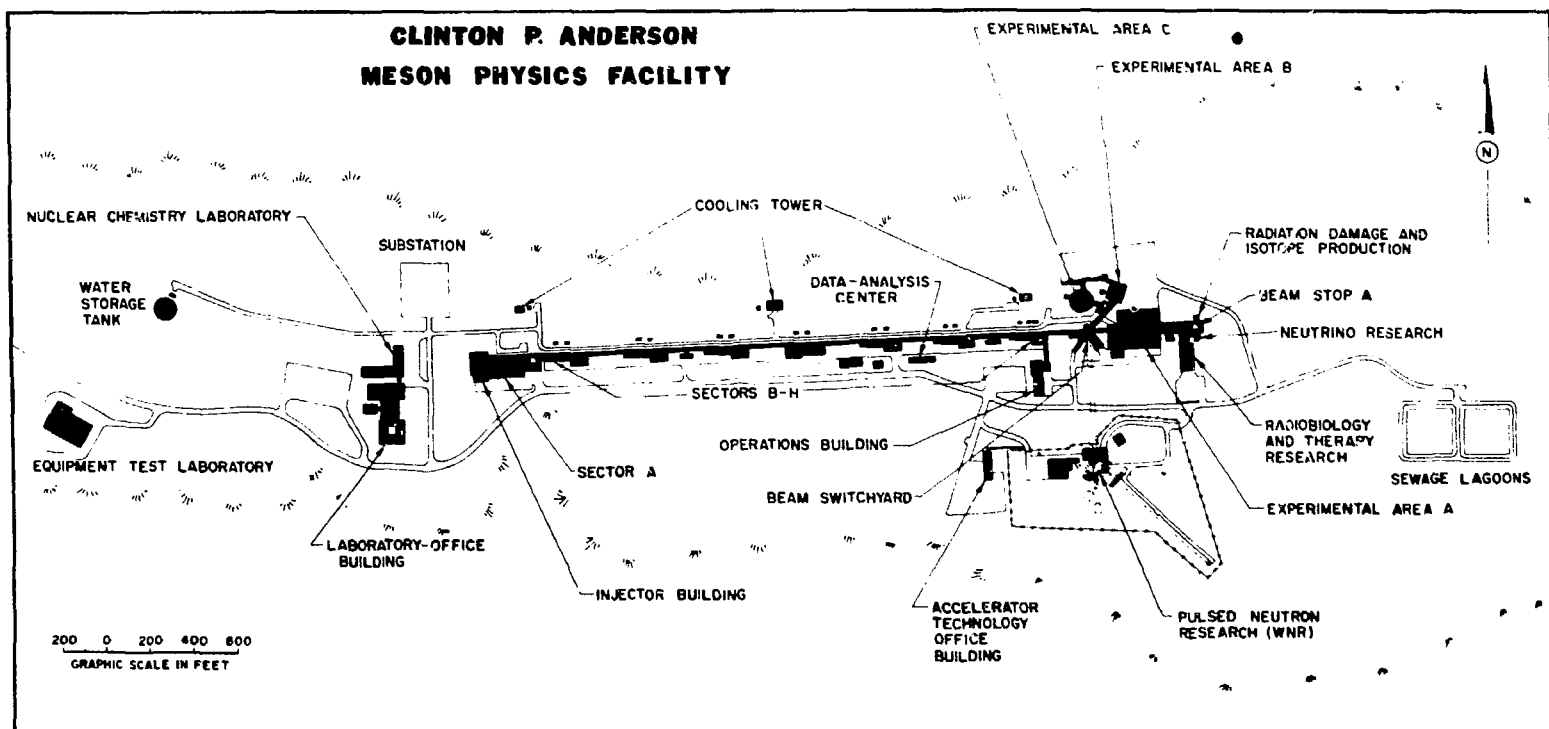 CLINTON P. ANDERSON
MESON PHYSICS FACILITY
EXPERIMENTAL AREA C
EXPERIMENTAL AREA B
N
NUCLEAR CHEMISTRY LABORATORY
SUBSTATION
COOLING TOWER
RADIATION DAMAGE AND
ISOTOPE PRODUCTION
WATER
STORAGE
TANK
DATA-ANALYSIS
CENTER
BEAM STOP A
NEUTRINO RESEARCH
SECTORS B-H
OPERATIONS BUILDING
RADIOBIOLOGY
AND THERAPY
RESEARCH
EQUIPMENT TEST LABORATORY
SECTOR A
SEWAGE LAGOONS
BEAM SWITCHYARD
EXPERIMENTAL AREA A
LABORATORY-OFFICE
BUILDING
INJECTOR BUILDING
ACCELERATOR
TECHNOLOGY
OFFICE
BUILDING
PULSED NEUTRON
RESEARCH (WNR)
200 0 200 400 600
GRAPHIC SCALE IN FEET